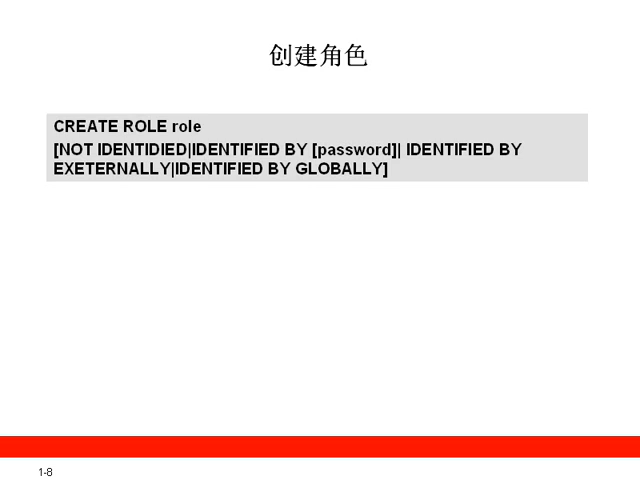 创建角色
CREATE ROLE role
[NOT IDENTIDIED|IDENTIFIED BY [password]| IDENTIFIED BY
EXETERNALLY|IDENTIFIED BY GLOBALLY]
1-8